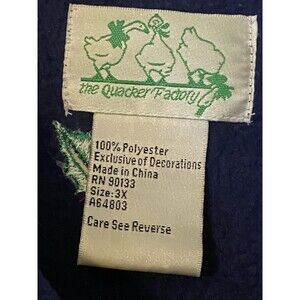 the Quacker Factory
100% Polyester
Exclusive of Decorations
Made in China
RN 90133
Size: 3X
A64803
Care See Reverse